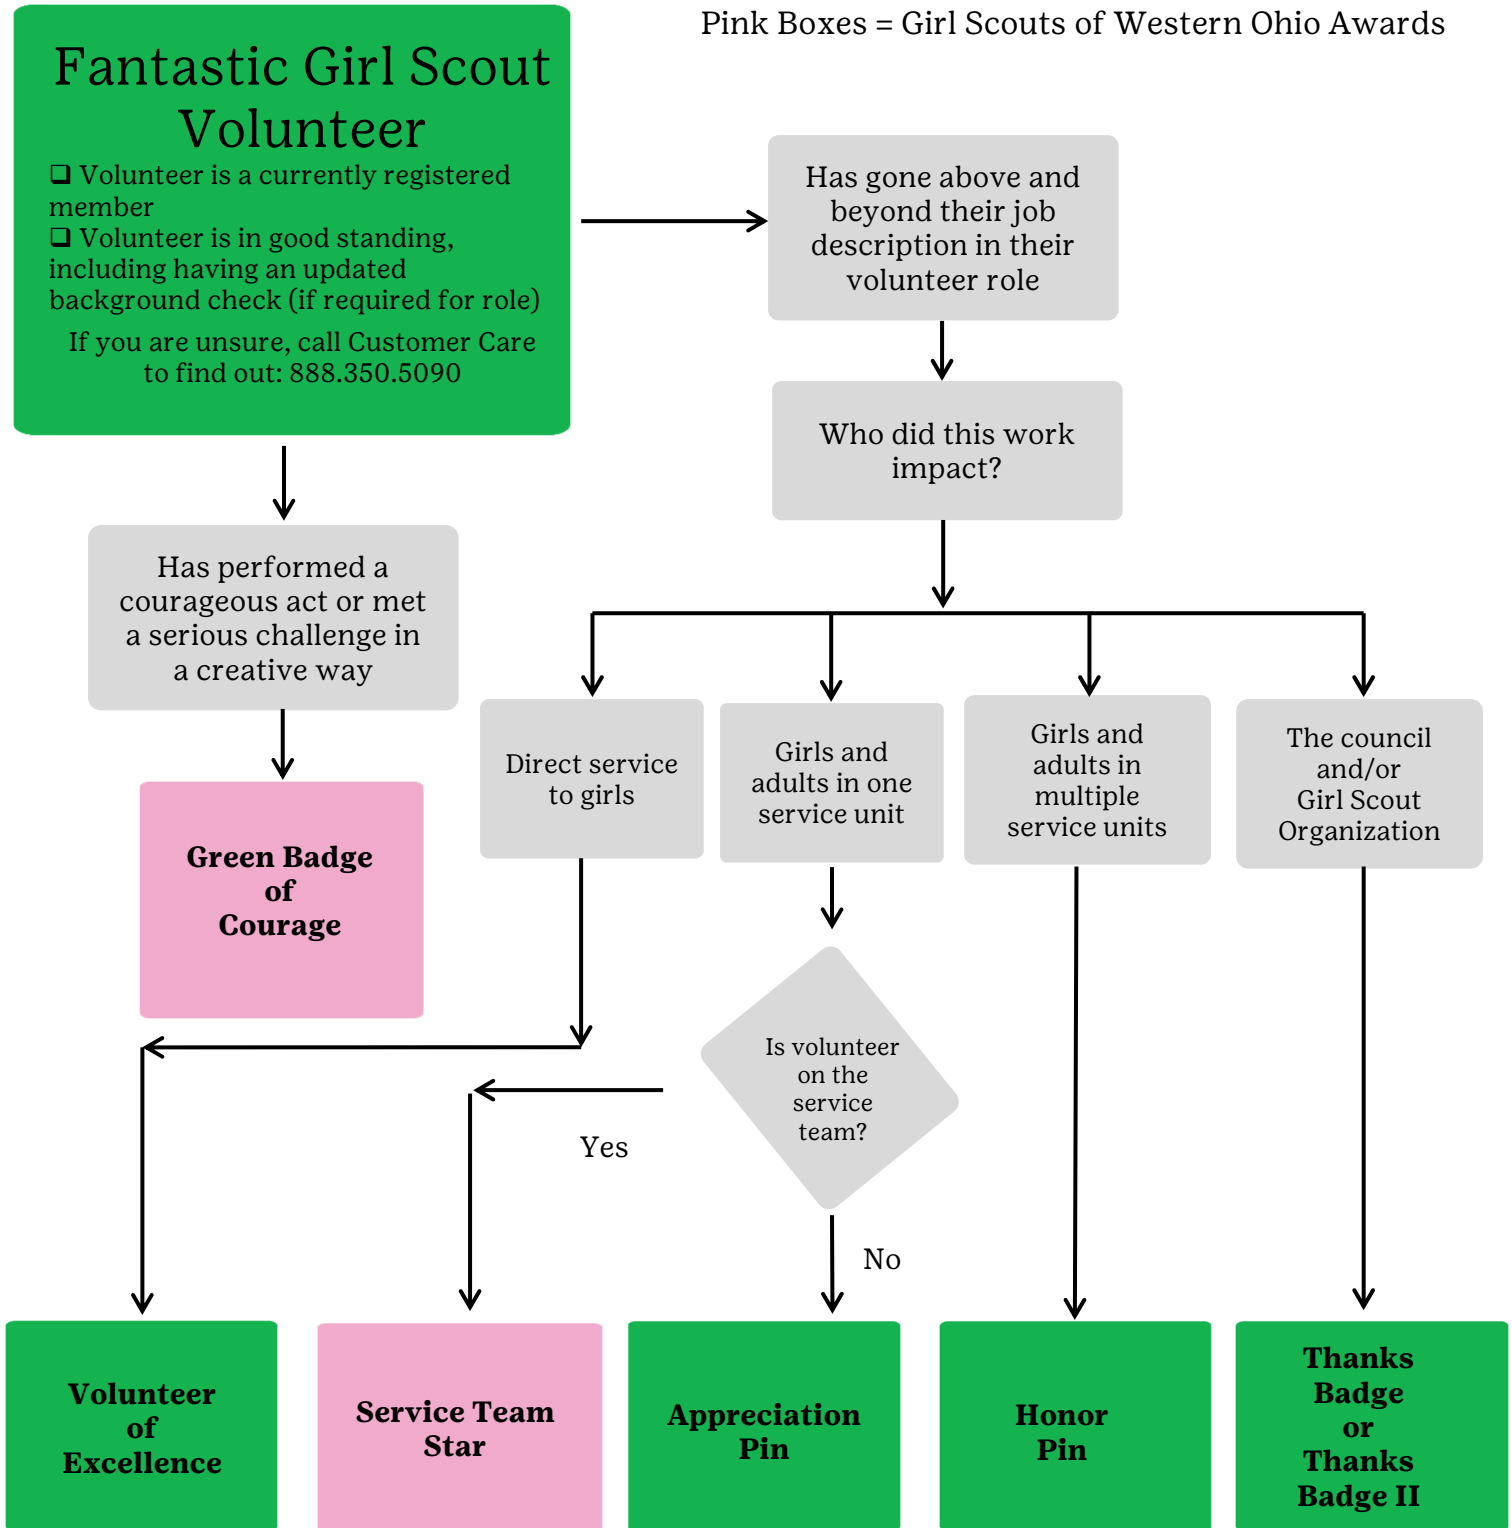 Pink Boxes = Girl Scouts of Western Ohio Awards
Fantastic Girl Scout
Volunteer
❑ Volunteer is a currently registered
member
❑ Volunteer is in good standing,
including having an updated
background check (if required for role)
If you are unsure, call Customer Care
to find out: 888.350.5090
Has gone above and
beyond their job
description in their
volunteer role
Who did this work
impact?
Has performed a
courageous act or met
a serious challenge in
a creative way
Direct service
to girls
Girls and
adults in one
service unit
Girls and
adults in
multiple
service units
The council
and/or
Girl Scout
Organization
Green Badge
of
Courage
Is volunteer
on the
service
team?
Yes
No
Volunteer
of
Excellence
Service Team
Star
Appreciation
Pin
Honor
Pin
Thanks
Badge
or
Thanks
Badge II